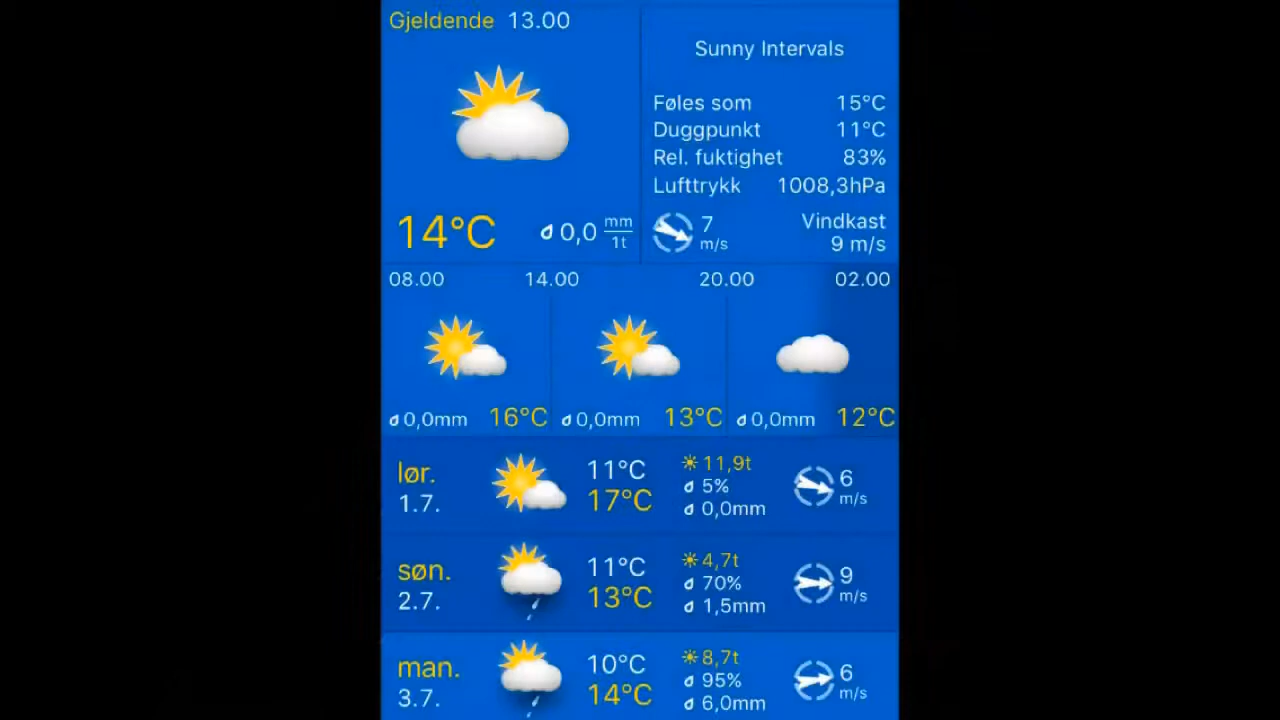 Gjeldende 13.00
Sunny Intervals
Føles som 15°C
Duggpunkt 11°C
Rel. fuktighet 83%
Lufttrykk 1008,3hPa
14°C 0,0 mm/1t
7 m/s
Vindkast
9 m/s
08.00 14.00 20.00 02.00
0,0mm 16°C 0,0mm 13°C 0,0mm 12°C
lør.
1.7.
11°C
17°C
11,9t
5%
0,0mm
6
m/s
søn.
2.7.
11°C
13°C
4,7t
70%
1,5mm
9
m/s
man.
3.7.
10°C
14°C
8,7t
95%
6,0mm
6
m/s